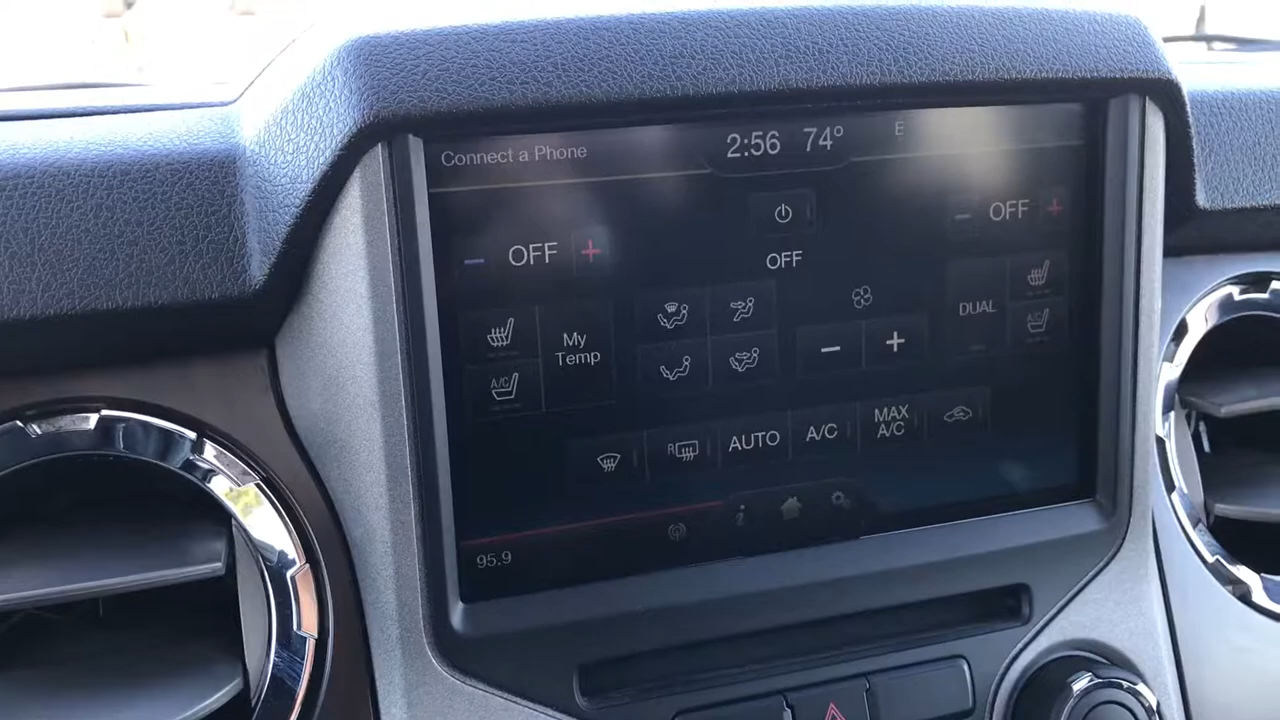 Connect a Phone
2:56 74° E
OFF
OFF
OFF
My
Temp
DUAL
A/C
A/C
R
AUTO
A/C
MAX
A/C
i
95.9